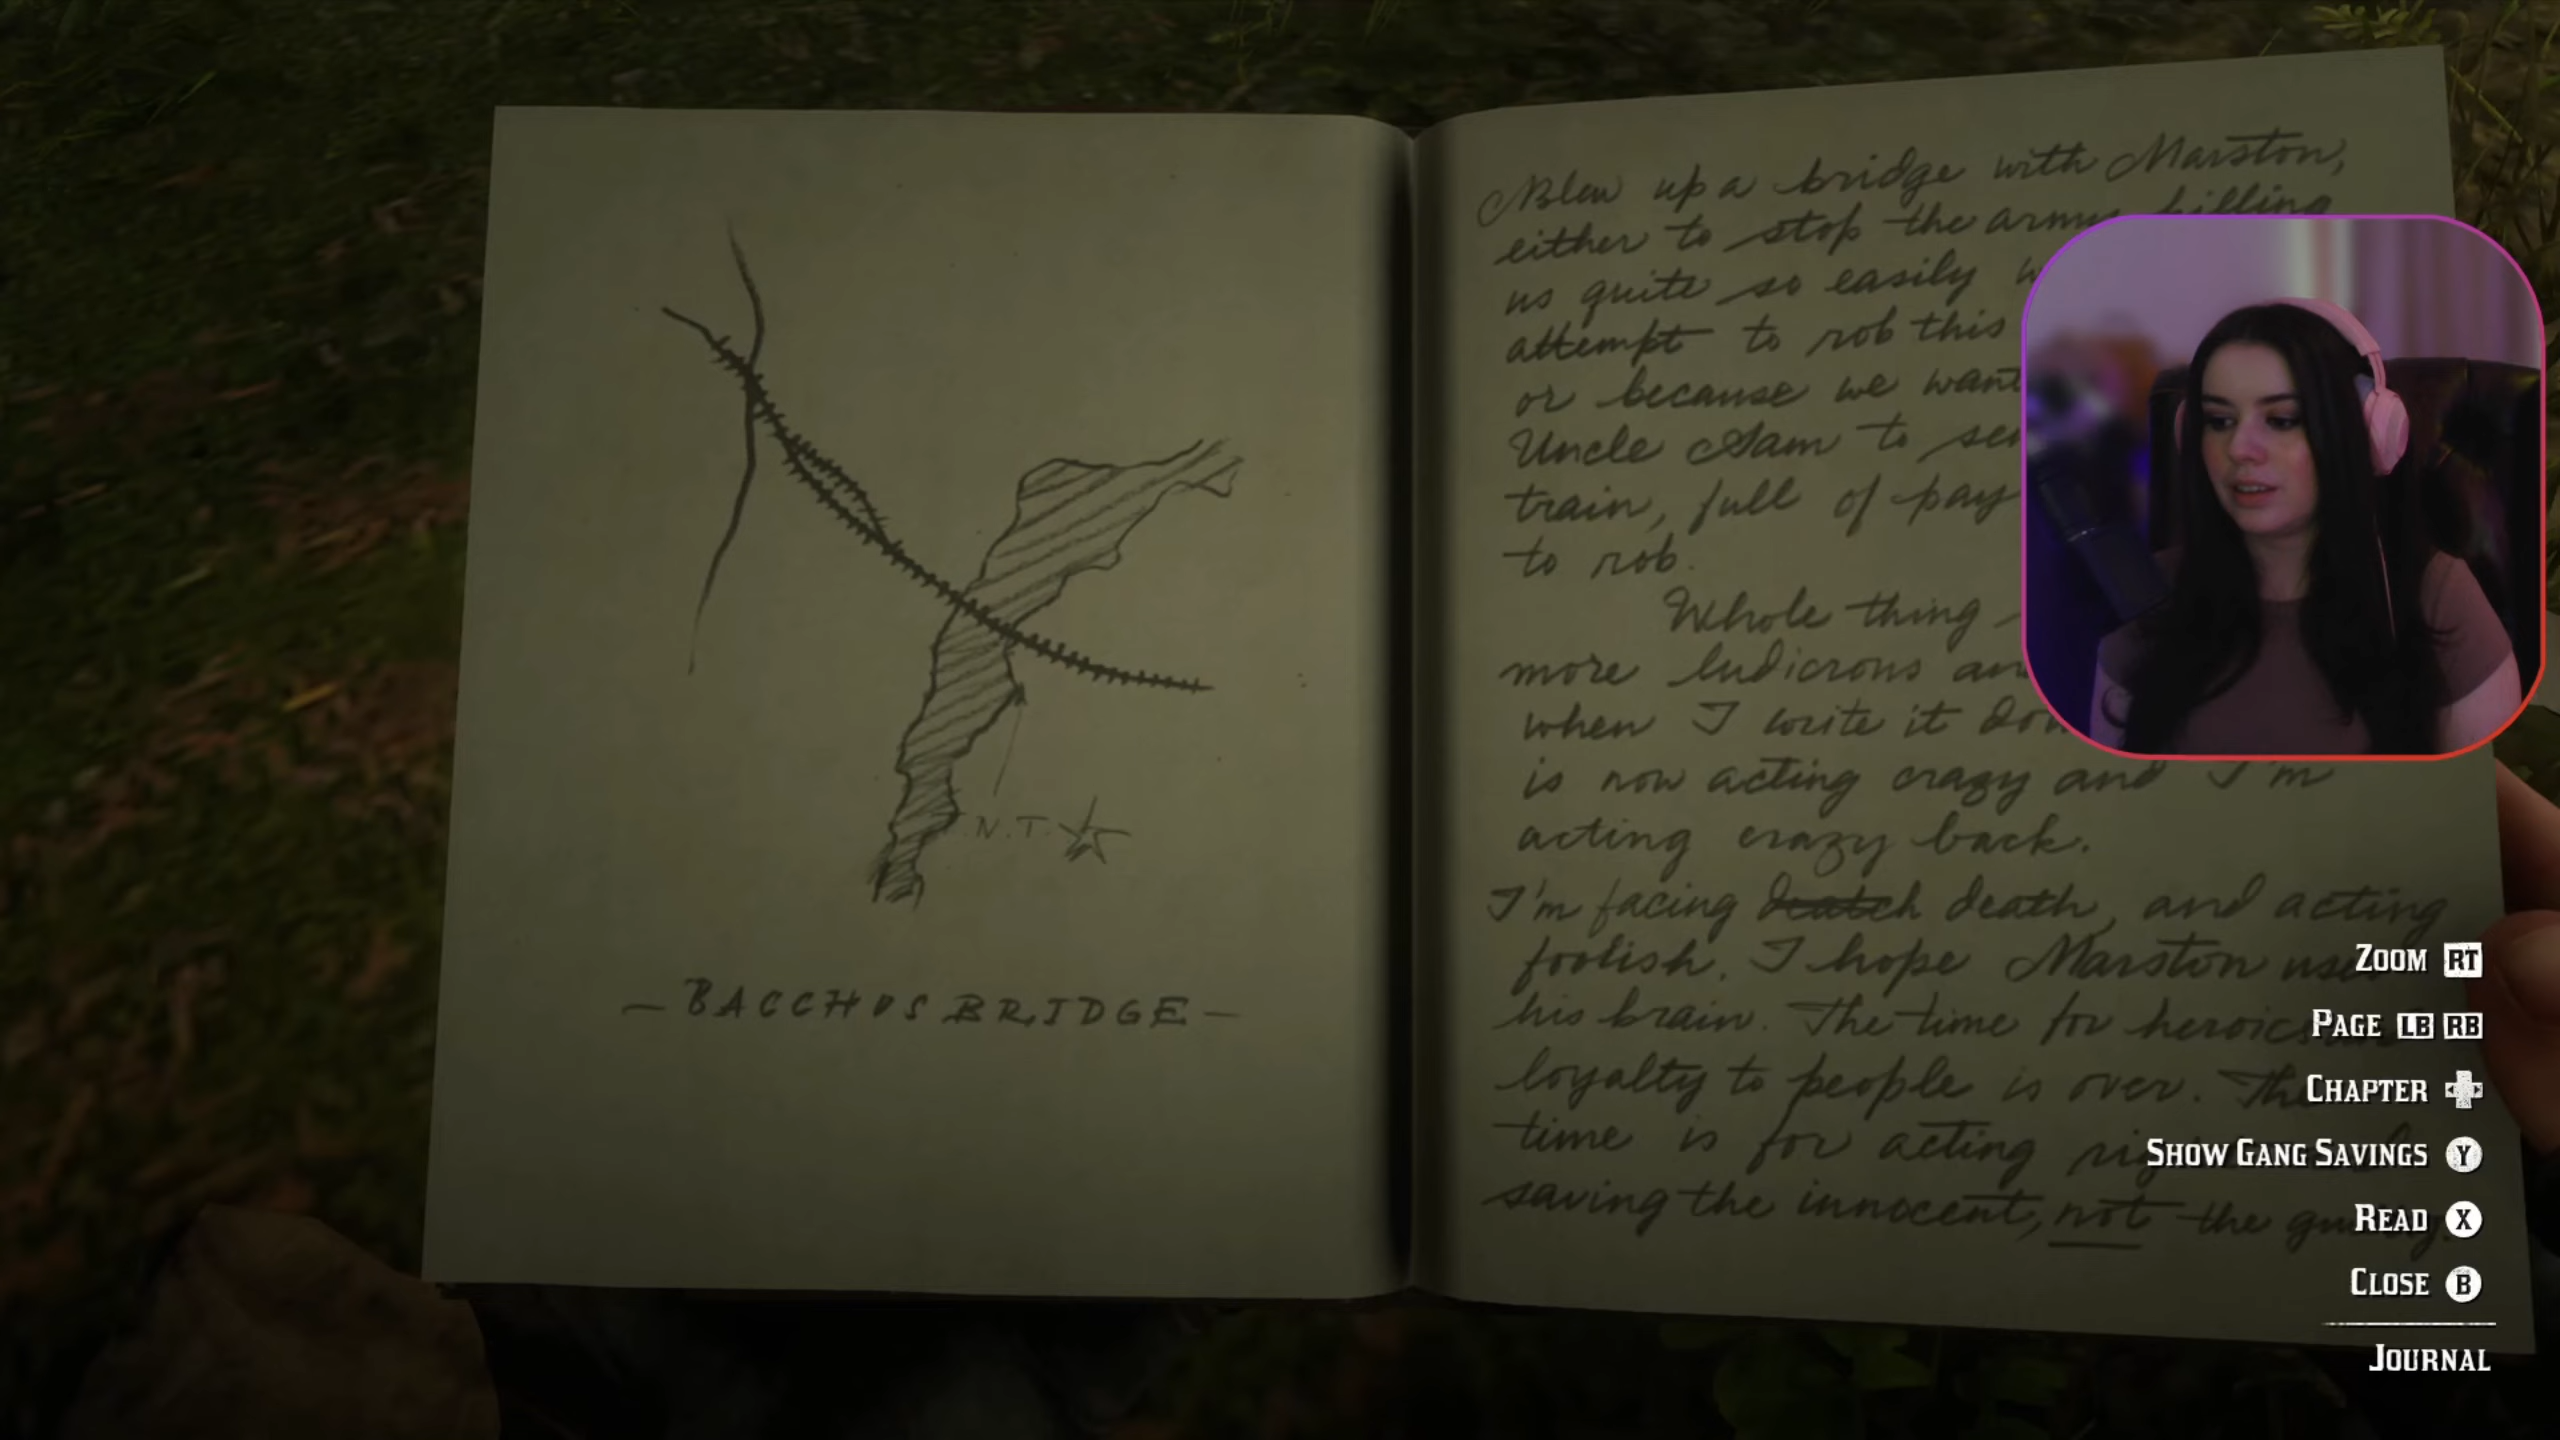 N.T.
— BACCHUS BRIDGE —
Blew up a bridge with Marston,
either to stop the army killing
us quite so easily
attempt to rob this
or because we want
Uncle Sam to
train, full of pay
to rob.
Whole thing
more ludicrous
when I write it
is now acting crazy and I'm
acting crazy back.
I'm facing death, and acting
foolish. I hope Marston
his brain. The time for
loyalty to people is over.
time is for acting
saving the innocent, not the
ZOOM RT
PAGE LB RB
CHAPTER
SHOW GANG SAVINGS Y
READ X
CLOSE B
JOURNAL